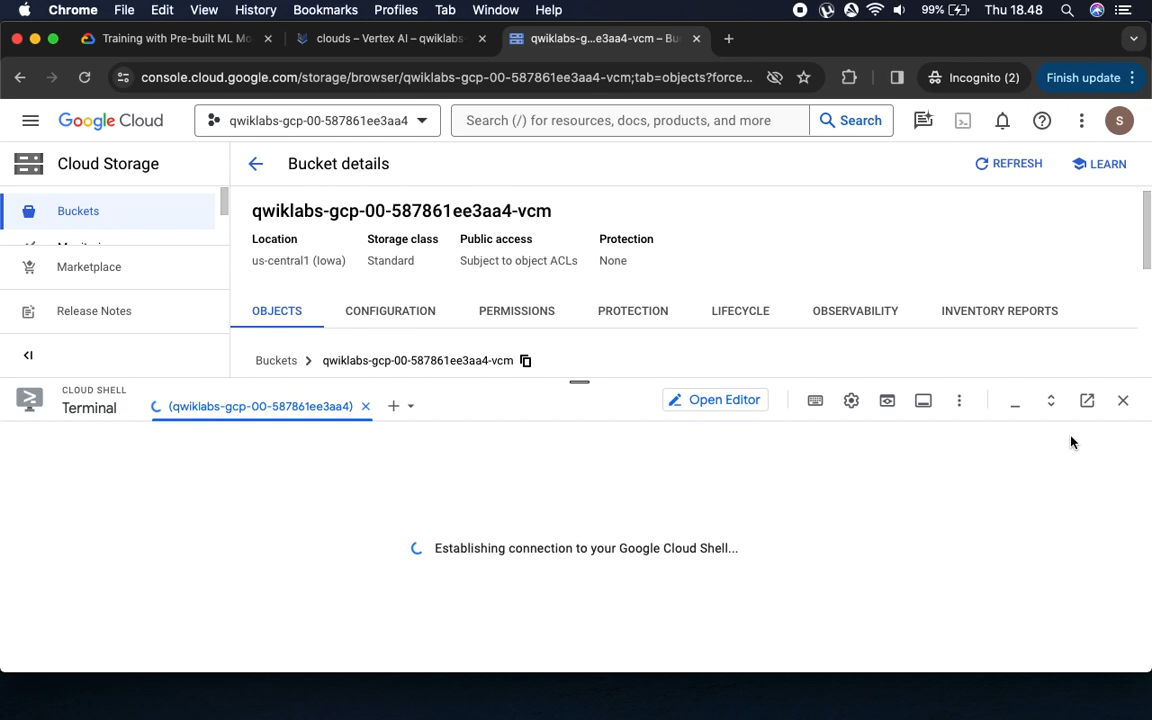 Chrome File Edit View History Bookmarks Profiles Tab Window Help 99% Thu 18.48
Training with Pre-built ML Mo
clouds – Vertex AI – qwiklabs-
qwiklabs-g...e3aa4-vcm – Bu
console.cloud.google.com/storage/browser/qwiklabs-gcp-00-587861ee3aa4-vcm;tab=objects?force...
Incognito (2)
Finish update
Google Cloud
qwiklabs-gcp-00-587861ee3aa4
Search (/) for resources, docs, products, and more
Search
S
Cloud Storage
Bucket details
REFRESH
LEARN
Buckets
Marketplace
Release Notes
qwiklabs-gcp-00-587861ee3aa4-vcm
Location Storage class Public access Protection
us-central1 (Iowa) Standard Subject to object ACLs None
OBJECTS CONFIGURATION PERMISSIONS PROTECTION LIFECYCLE OBSERVABILITY INVENTORY REPORTS
Buckets > qwiklabs-gcp-00-587861ee3aa4-vcm
CLOUD SHELL
Terminal
(qwiklabs-gcp-00-587861ee3aa4)
Open Editor
Establishing connection to your Google Cloud Shell...